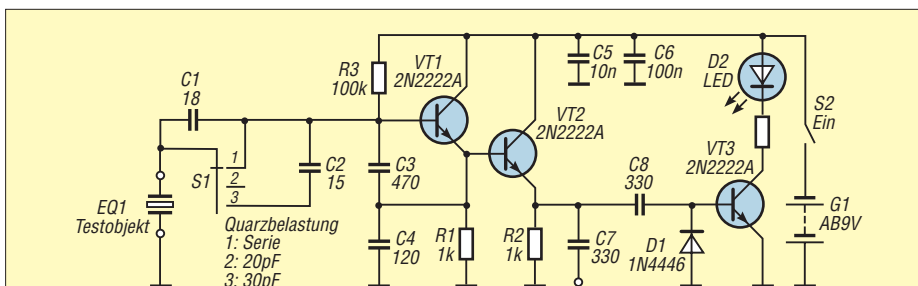 C1
18
EQ1
Testobjekt
S1
1
2
3
Quarzbelastung
1: Serie
2: 20pF
3: 30pF
C2
15
R3
100k
VT1
2N2222A
C3
470
C4
120
R1
1k
VT2
2N2222A
R2
1k
C5
10n
C6
100n
C7
330
C8
330
D1
1N4446
VT3
2N2222A
D2
LED
S2
Ein
G1
AB9V